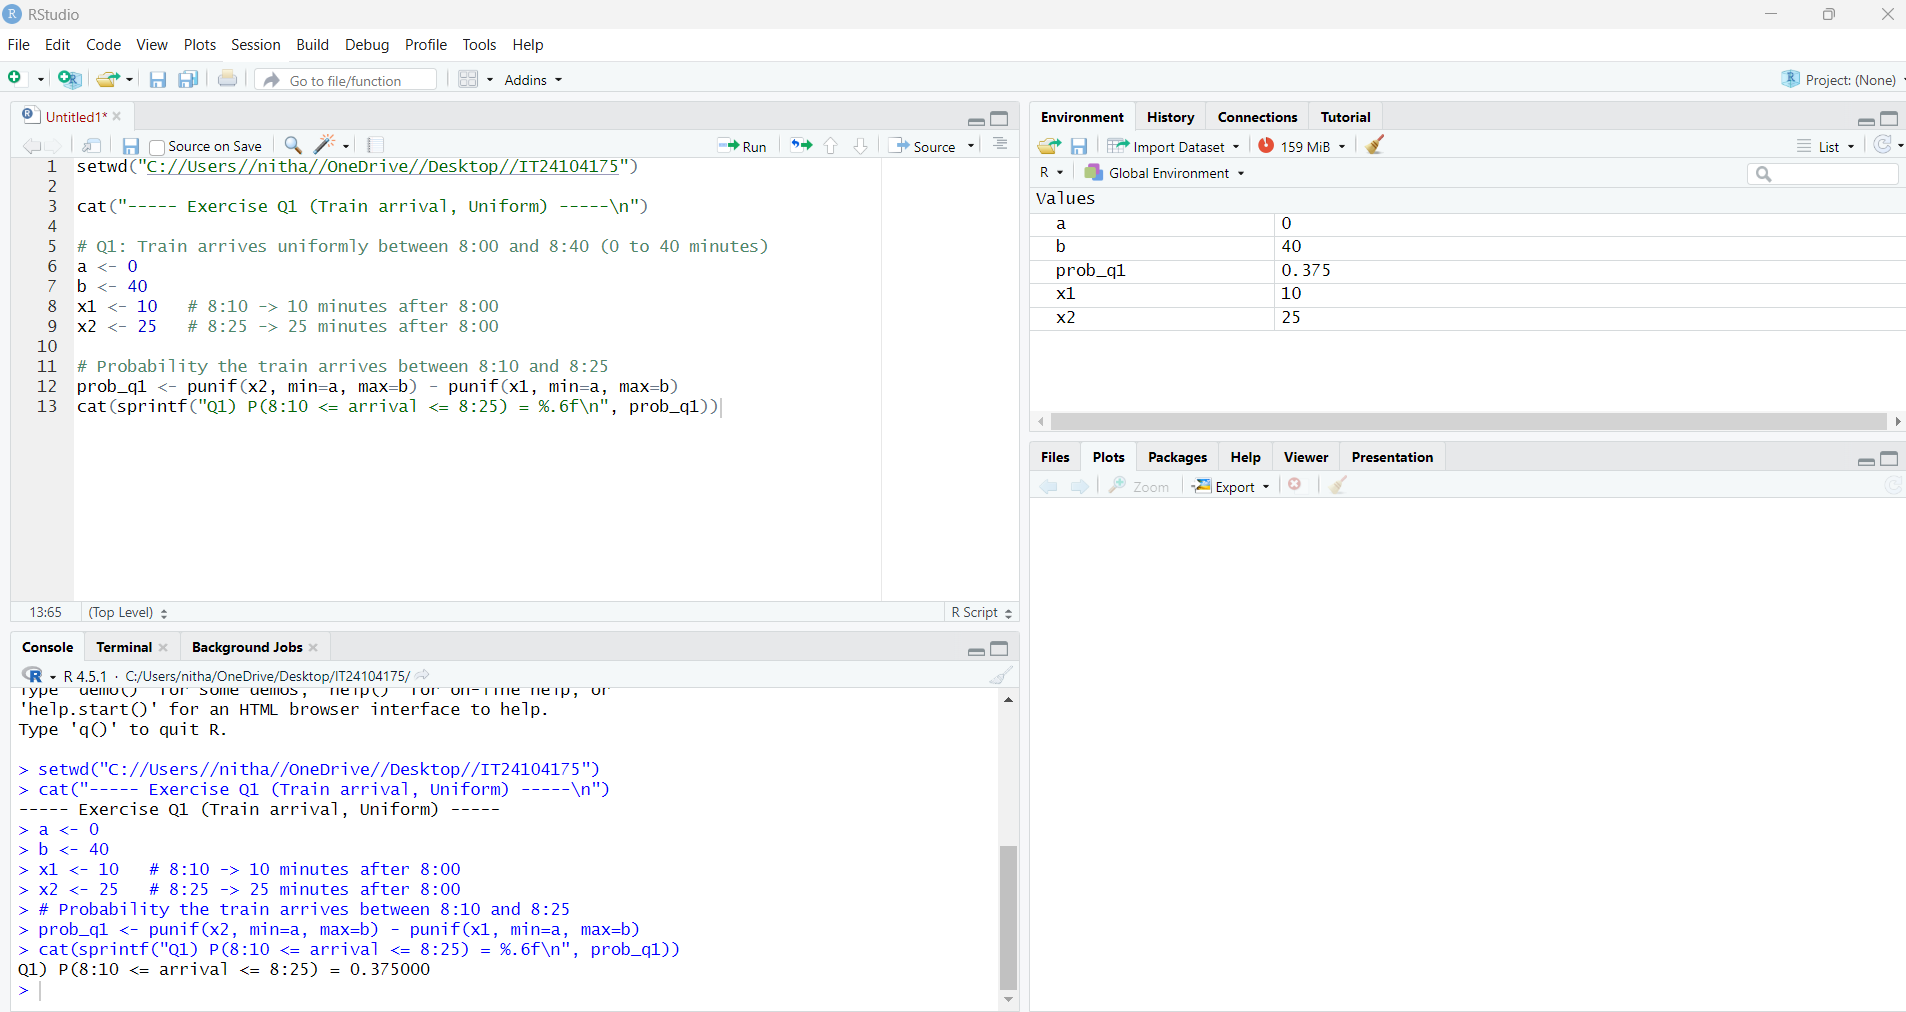 RStudio
File Edit Code View Plots Session Build Debug Profile Tools Help
Go to file/function Addins Project: (None)
Untitled1*
Source on Save Run Source
1 setwd("C://Users//nitha//OneDrive//Desktop//IT24104175")
2
3 cat("----- Exercise Q1 (Train arrival, Uniform) -----\n")
4
5 # Q1: Train arrives uniformly between 8:00 and 8:40 (0 to 40 minutes)
6 a <- 0
7 b <- 40
8 x1 <- 10   # 8:10 -> 10 minutes after 8:00
9 x2 <- 25   # 8:25 -> 25 minutes after 8:00
10
11 # Probability the train arrives between 8:10 and 8:25
12 prob_q1 <- punif(x2, min=a, max=b) - punif(x1, min=a, max=b)
13 cat(sprintf("Q1) P(8:10 <= arrival <= 8:25) = %.6f\n", prob_q1))
13:65 (Top Level) R Script
Console Terminal Background Jobs
R 4.5.1 · C:/Users/nitha/OneDrive/Desktop/IT24104175/
Type 'demo()' for some demos, 'help()' for on-line help, or
'help.start()' for an HTML browser interface to help.
Type 'q()' to quit R.
> setwd("C://Users//nitha//OneDrive//Desktop//IT24104175")
> cat("----- Exercise Q1 (Train arrival, Uniform) -----\n")
----- Exercise Q1 (Train arrival, Uniform) -----
> a <- 0
> b <- 40
> x1 <- 10   # 8:10 -> 10 minutes after 8:00
> x2 <- 25   # 8:25 -> 25 minutes after 8:00
> # Probability the train arrives between 8:10 and 8:25
> prob_q1 <- punif(x2, min=a, max=b) - punif(x1, min=a, max=b)
> cat(sprintf("Q1) P(8:10 <= arrival <= 8:25) = %.6f\n", prob_q1))
Q1) P(8:10 <= arrival <= 8:25) = 0.375000
>
Environment History Connections Tutorial
Import Dataset 159 MiB List
R Global Environment
Values
a 0
b 40
prob_q1 0.375
x1 10
x2 25
Files Plots Packages Help Viewer Presentation
Zoom Export